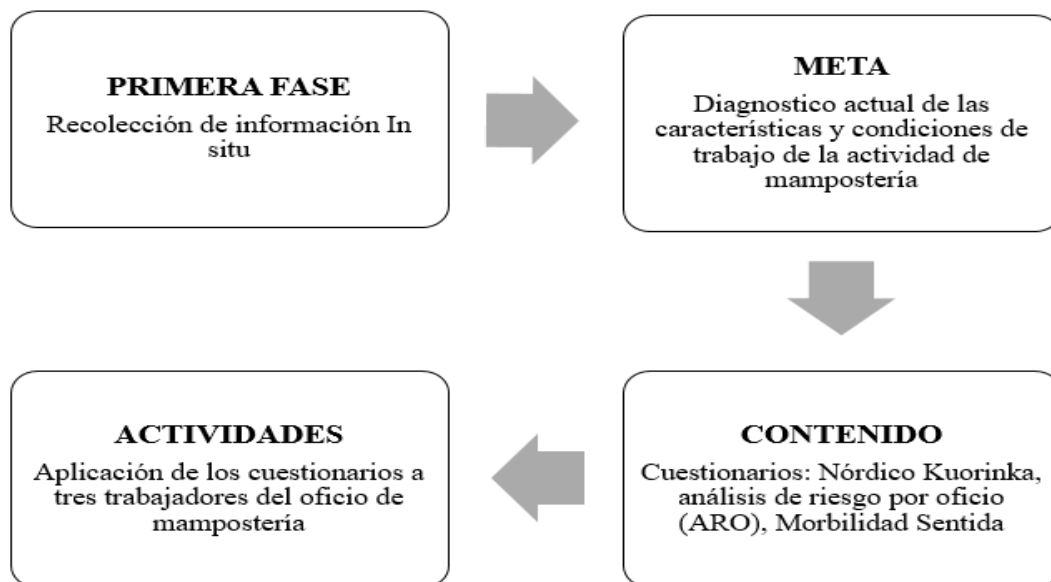 PRIMERA FASE
Recolección de información In
situ
META
Diagnostico actual de las
características y condiciones de
trabajo de la actividad de
mampostería
CONTENIDO
Cuestionarios: Nórdico Kuorinka,
análisis de riesgo por oficio
(ARO), Morbilidad Sentida
ACTIVIDADES
Aplicación de los cuestionarios a
tres trabajadores del oficio de
mampostería